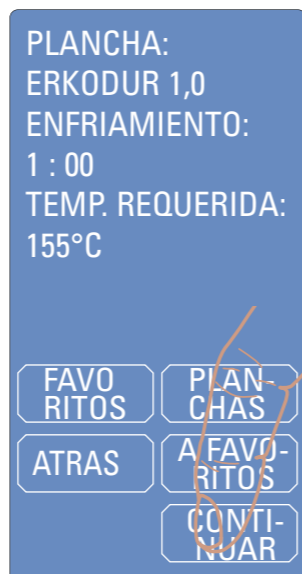 PLANCHA:
ERKODUR 1,0
ENFRIAMIENTO:
1 : 00
TEMP. REQUERIDA:
155°C
FAVO
RITOS
PLAN-
CHAS
ATRAS
A FAVO-
RITOS
CONTI-
NUAR